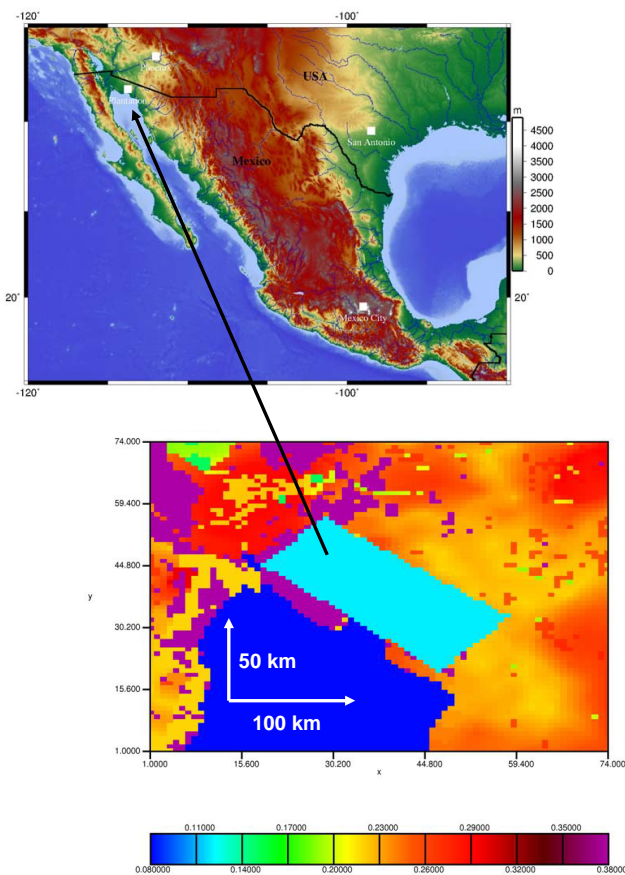 -120˚ -100˚
Phoenix
USA
Plantation
m
San Antonio
4500
4000
3500
3000
2500
2000
1500
1000
500
0
Mexico
20˚ 20˚
Mexico City
-120˚ -100˚
74.000
59.400
44.800
y
30.200
50 km
15.600
100 km
1.0000
1.0000 15.600 30.200 44.800 59.400 74.000
x
0.11000 0.17000 0.23000 0.29000 0.35000
0.080000 0.14000 0.20000 0.26000 0.32000 0.38000